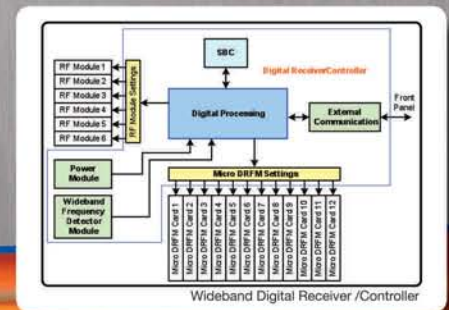 SBC
Digital Receiver/Controller
RF Module 1
RF Module 2
RF Module 3
RF Module 4
RF Module 5
RF Module 6
RF Module Settings
Digital Processing
External
Communication
Front
Panel
Power
Module
Micro DRFM Settings
Wideband
Frequency
Detector
Module
Micro DRFM Card 1
Micro DRFM Card 2
Micro DRFM Card 3
Micro DRFM Card 4
Micro DRFM Card 5
Micro DRFM Card 6
Micro DRFM Card 7
Micro DRFM Card 8
Micro DRFM Card 9
Micro DRFM Card 10
Micro DRFM Card 11
Micro DRFM Card 12
Wideband Digital Receiver /Controller